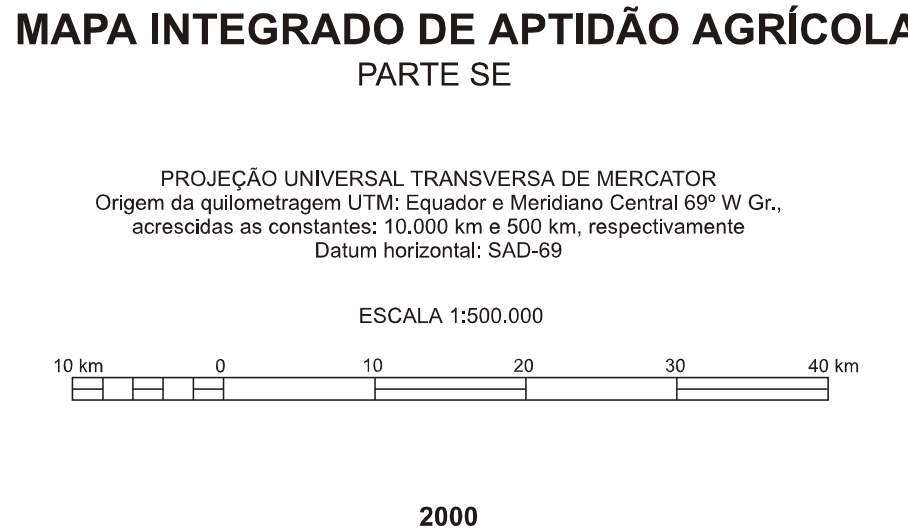 MAPA INTEGRADO DE APTIDÃO AGRÍCOLA
PARTE SE
PROJEÇÃO UNIVERSAL TRANSVERSA DE MERCATOR
Origem da quilometragem UTM: Equador e Meridiano Central 69º W Gr.,
acrescidas as constantes: 10.000 km e 500 km, respectivamente
Datum horizontal: SAD-69
ESCALA 1:500.000
10 km 0 10 20 30 40 km
2000